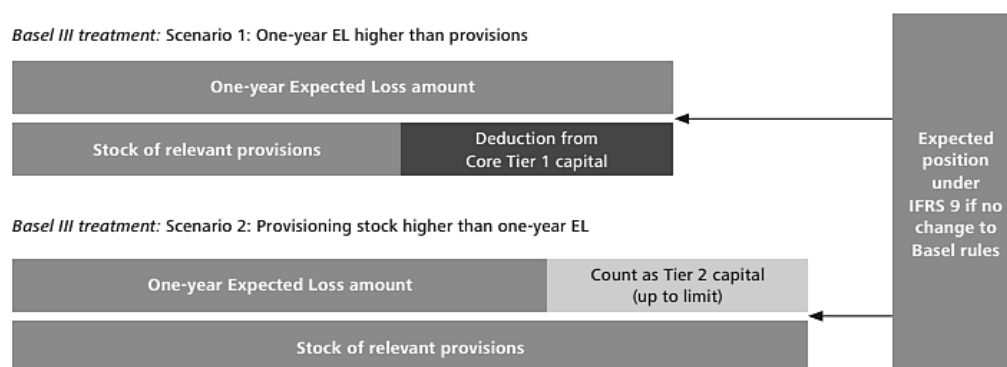 Basel III treatment: Scenario 1: One-year EL higher than provisions
One-year Expected Loss amount
Stock of relevant provisions
Deduction from
Core Tier 1 capital
Basel III treatment: Scenario 2: Provisioning stock higher than one-year EL
One-year Expected Loss amount
Count as Tier 2 capital
(up to limit)
Stock of relevant provisions
Expected
position
under
IFRS 9 if no
change to
Basel rules